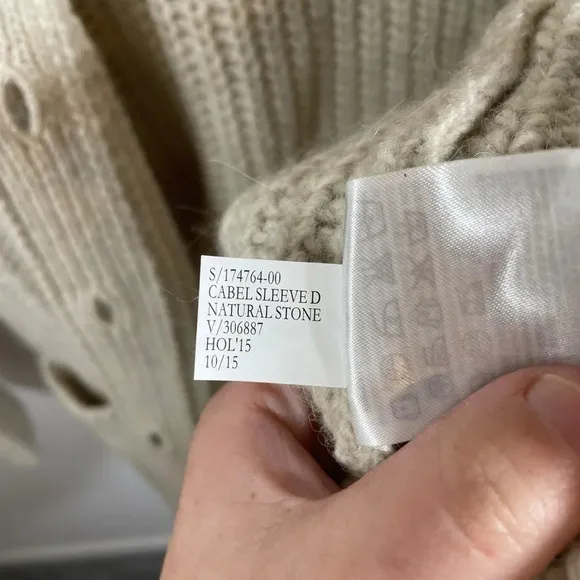 S/174764-00
CABEL SLEEVE D
NATURAL STONE
V/306887
HOL'15
10/15